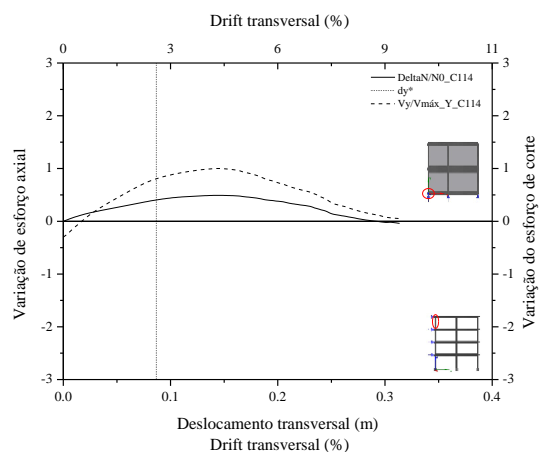 Drift transversal (%)
0 3 6 8 11
DeltaN/N0_C114
dy*
Vy/Vmáx_Y_C114
Variação de esforço axial
3
2
1
0
-1
-2
-3
Variação do esforço de corte
3
2
1
0
-1
-2
-3
0.0 0.1 0.2 0.3 0.4
Deslocamento transversal (m)
Drift transversal (%)